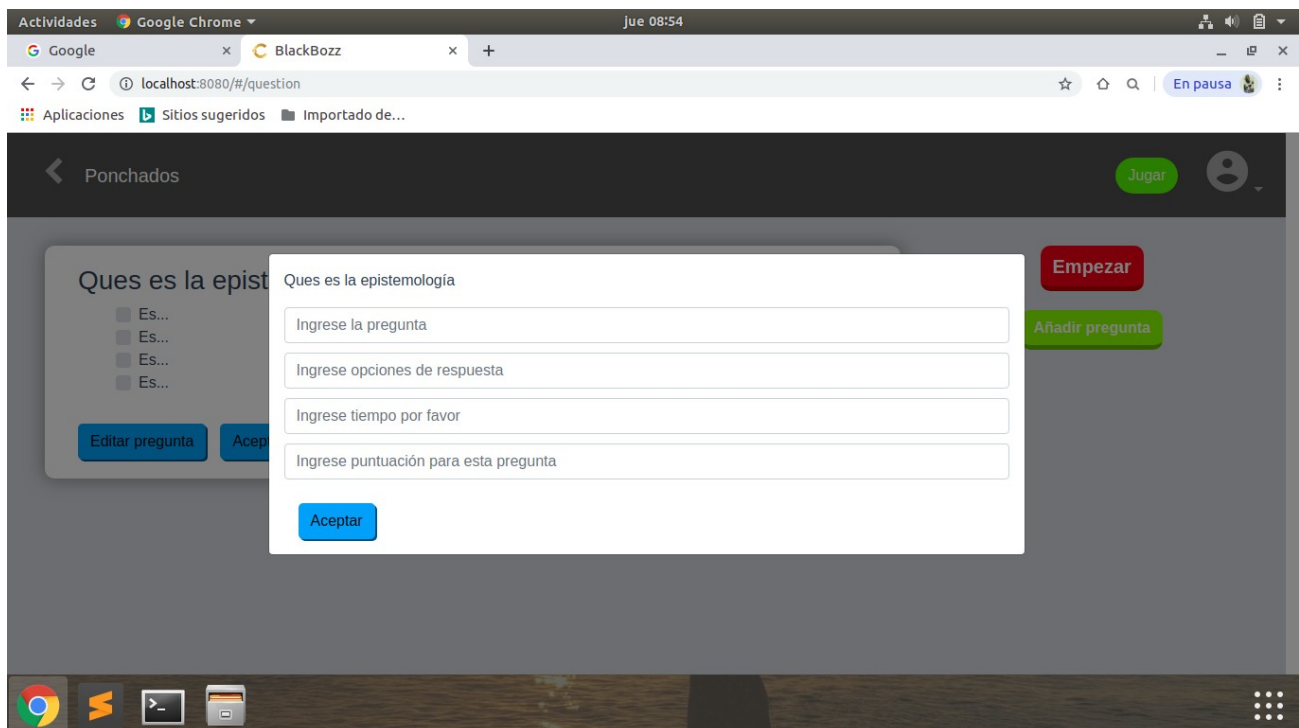 Actividades Google Chrome jue 08:54
Google BlackBozz
localhost:8080/#/question En pausa
Aplicaciones Sitios sugeridos Importado de...
Ponchados Jugar
Ques es la epist
Es...
Es...
Es...
Es...
Editar pregunta Acep
Ques es la epistemología
Ingrese la pregunta
Ingrese opciones de respuesta
Ingrese tiempo por favor
Ingrese puntuación para esta pregunta
Aceptar
Empezar
Añadir pregunta